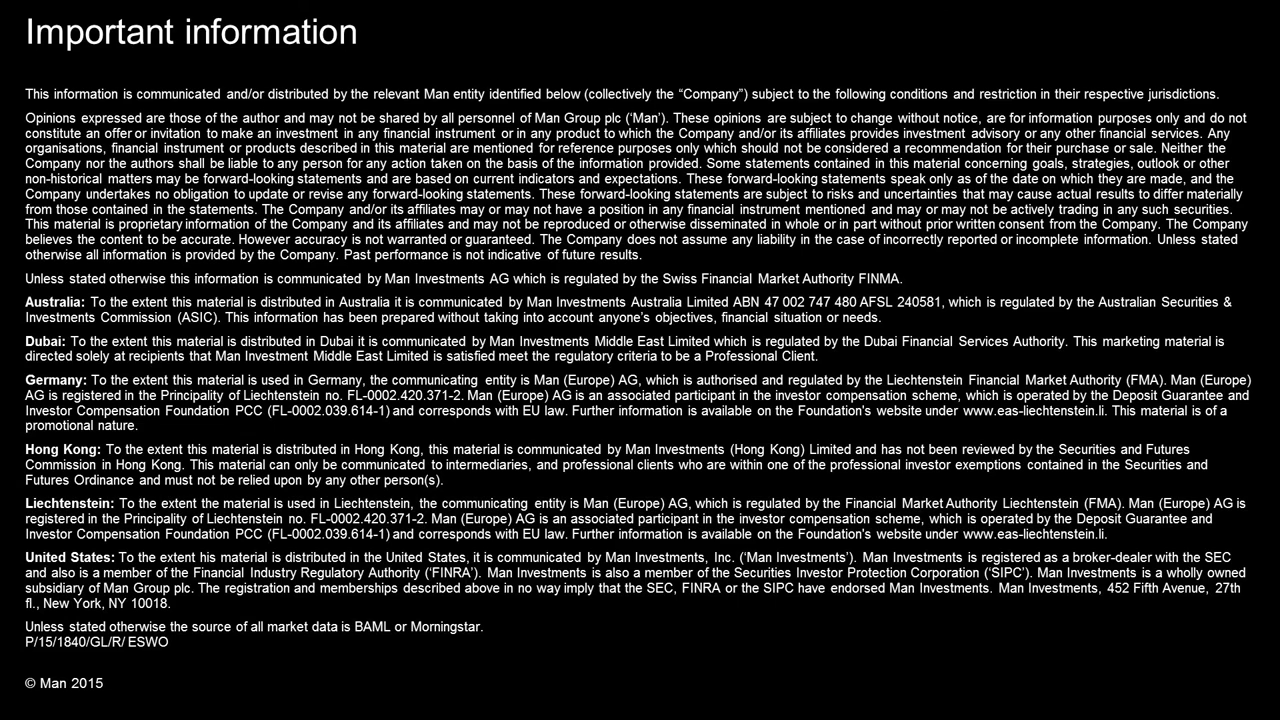 Important information
This information is communicated and/or distributed by the relevant Man entity identified below (collectively the “Company”) subject to the following conditions and restriction in their respective jurisdictions.
Opinions expressed are those of the author and may not be shared by all personnel of Man Group plc (‘Man’). These opinions are subject to change without notice, are for information purposes only and do not
constitute an offer or invitation to make an investment in any financial instrument or in any product to which the Company and/or its affiliates provides investment advisory or any other financial services. Any
organisations, financial instrument or products described in this material are mentioned for reference purposes only which should not be considered a recommendation for their purchase or sale. Neither the
Company nor the authors shall be liable to any person for any action taken on the basis of the information provided. Some statements contained in this material concerning goals, strategies, outlook or other
non-historical matters may be forward-looking statements and are based on current indicators and expectations. These forward-looking statements speak only as of the date on which they are made, and the
Company undertakes no obligation to update or revise any forward-looking statements. These forward-looking statements are subject to risks and uncertainties that may cause actual results to differ materially
from those contained in the statements. The Company and/or its affiliates may or may not have a position in any financial instrument mentioned and may or may not be actively trading in any such securities.
This material is proprietary information of the Company and its affiliates and may not be reproduced or otherwise disseminated in whole or in part without prior written consent from the Company. The Company
believes the content to be accurate. However accuracy is not warranted or guaranteed. The Company does not assume any liability in the case of incorrectly reported or incomplete information. Unless stated
otherwise all information is provided by the Company. Past performance is not indicative of future results.
Unless stated otherwise this information is communicated by Man Investments AG which is regulated by the Swiss Financial Market Authority FINMA.
Australia: To the extent this material is distributed in Australia it is communicated by Man Investments Australia Limited ABN 47 002 747 480 AFSL 240581, which is regulated by the Australian Securities &
Investments Commission (ASIC). This information has been prepared without taking into account anyone's objectives, financial situation or needs.
Dubai: To the extent this material is distributed in Dubai it is communicated by Man Investments Middle East Limited which is regulated by the Dubai Financial Services Authority. This marketing material is
directed solely at recipients that Man Investment Middle East Limited is satisfied meet the regulatory criteria to be a Professional Client.
Germany: To the extent this material is used in Germany, the communicating entity is Man (Europe) AG, which is authorised and regulated by the Liechtenstein Financial Market Authority (FMA). Man (Europe)
AG is registered in the Principality of Liechtenstein no. FL-0002.420.371-2. Man (Europe) AG is an associated participant in the investor compensation scheme, which is operated by the Deposit Guarantee and
Investor Compensation Foundation PCC (FL-0002.039.614-1) and corresponds with EU law. Further information is available on the Foundation's website under www.eas-liechtenstein.li. This material is of a
promotional nature.
Hong Kong: To the extent this material is distributed in Hong Kong, this material is communicated by Man Investments (Hong Kong) Limited and has not been reviewed by the Securities and Futures
Commission in Hong Kong. This material can only be communicated to intermediaries, and professional clients who are within one of the professional investor exemptions contained in the Securities and
Futures Ordinance and must not be relied upon by any other person(s).
Liechtenstein: To the extent the material is used in Liechtenstein, the communicating entity is Man (Europe) AG, which is regulated by the Financial Market Authority Liechtenstein (FMA). Man (Europe) AG is
registered in the Principality of Liechtenstein no. FL-0002.420.371-2. Man (Europe) AG is an associated participant in the investor compensation scheme, which is operated by the Deposit Guarantee and
Investor Compensation Foundation PCC (FL-0002.039.614-1) and corresponds with EU law. Further information is available on the Foundation's website under www.eas-liechtenstein.li.
United States: To the extent his material is distributed in the United States, it is communicated by Man Investments, Inc. (‘Man Investments’). Man Investments is registered as a broker-dealer with the SEC
and also is a member of the Financial Industry Regulatory Authority (‘FINRA’). Man Investments is also a member of the Securities Investor Protection Corporation (‘SIPC’). Man Investments is a wholly owned
subsidiary of Man Group plc. The registration and memberships described above in no way imply that the SEC, FINRA or the SIPC have endorsed Man Investments. Man Investments, 452 Fifth Avenue, 27th
fl., New York, NY 10018.
Unless stated otherwise the source of all market data is BAML or Morningstar.
P/15/1840/GL/R/ ESWO
© Man 2015